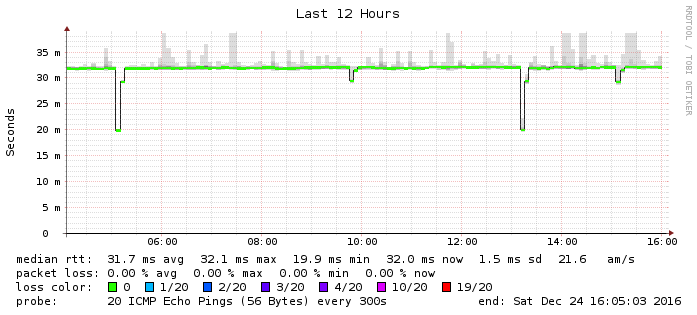 Last 12 Hours
RRDTOOL / TOBI OETIKER
Seconds
35 m
30 m
25 m
20 m
15 m
10 m
5 m
0
06:00 08:00 10:00 12:00 14:00 16:00
median rtt: 31.7 ms avg 32.1 ms max 19.9 ms min 32.0 ms now 1.5 ms sd 21.6 am/s
packet loss: 0.00 % avg 0.00 % max 0.00 % min 0.00 % now
loss color: 0 1/20 2/20 3/20 4/20 10/20 19/20
probe: 20 ICMP Echo Pings (56 Bytes) every 300s end: Sat Dec 24 16:05:03 2016